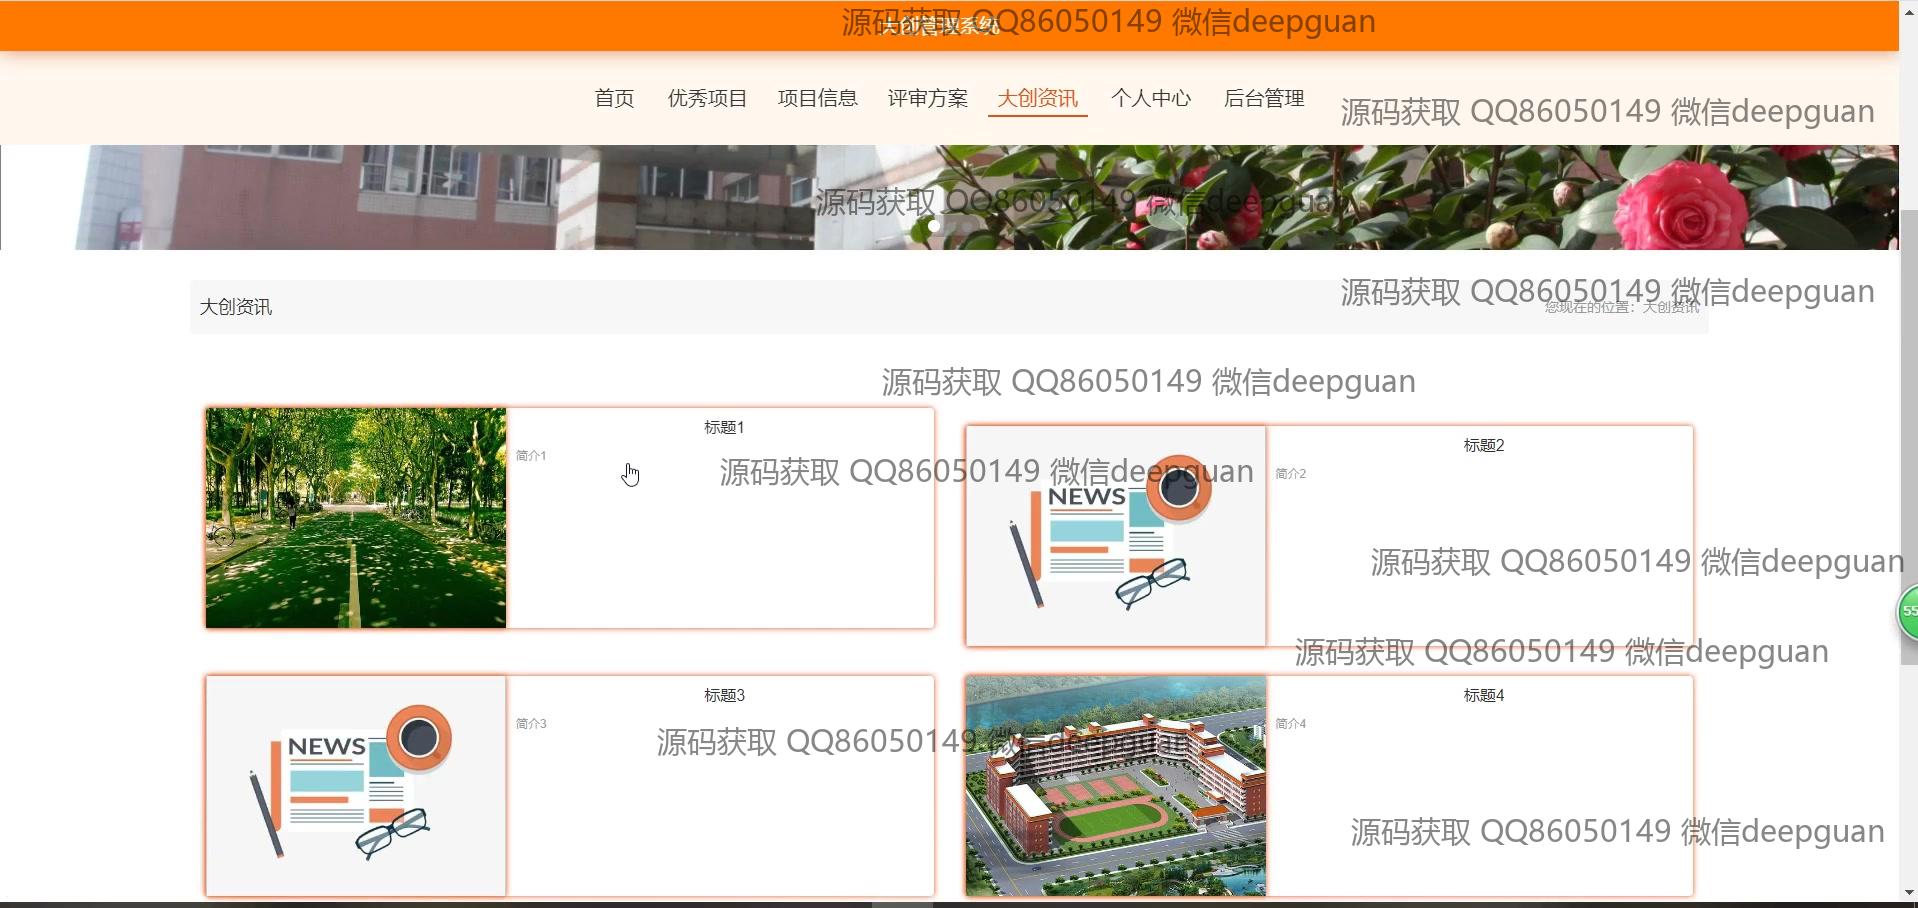 大创管理系统
源码获取 QQ86050149 微信deepguan
首页 优秀项目 项目信息 评审方案 大创资讯 个人中心 后台管理
源码获取 QQ86050149 微信deepguan
源码获取 QQ86050149 微信deepguan
源码获取 QQ86050149 微信deepguan
大创资讯
您现在的位置：大创资讯
源码获取 QQ86050149 微信deepguan
标题1
简介1
标题2
简介2
源码获取 QQ86050149 微信deepguan
NEWS
源码获取 QQ86050149 微信deepguan
55
源码获取 QQ86050149 微信deepguan
标题3
简介3
标题4
简介4
源码获取 QQ86050149 微信deepguan
NEWS
源码获取 QQ86050149 微信deepguan